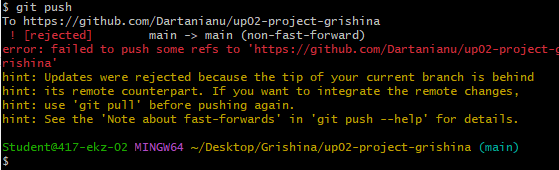 $ git push
To https://github.com/Dartanianu/up02-project-grishina
 ! [rejected]        main -> main (non-fast-forward)
error: failed to push some refs to 'https://github.com/Dartanianu/up02-project-g
rishina'
hint: Updates were rejected because the tip of your current branch is behind
hint: its remote counterpart. If you want to integrate the remote changes,
hint: use 'git pull' before pushing again.
hint: See the 'Note about fast-forwards' in 'git push --help' for details.
Student@417-ekz-02 MINGW64 ~/Desktop/Grishina/up02-project-grishina (main)
$